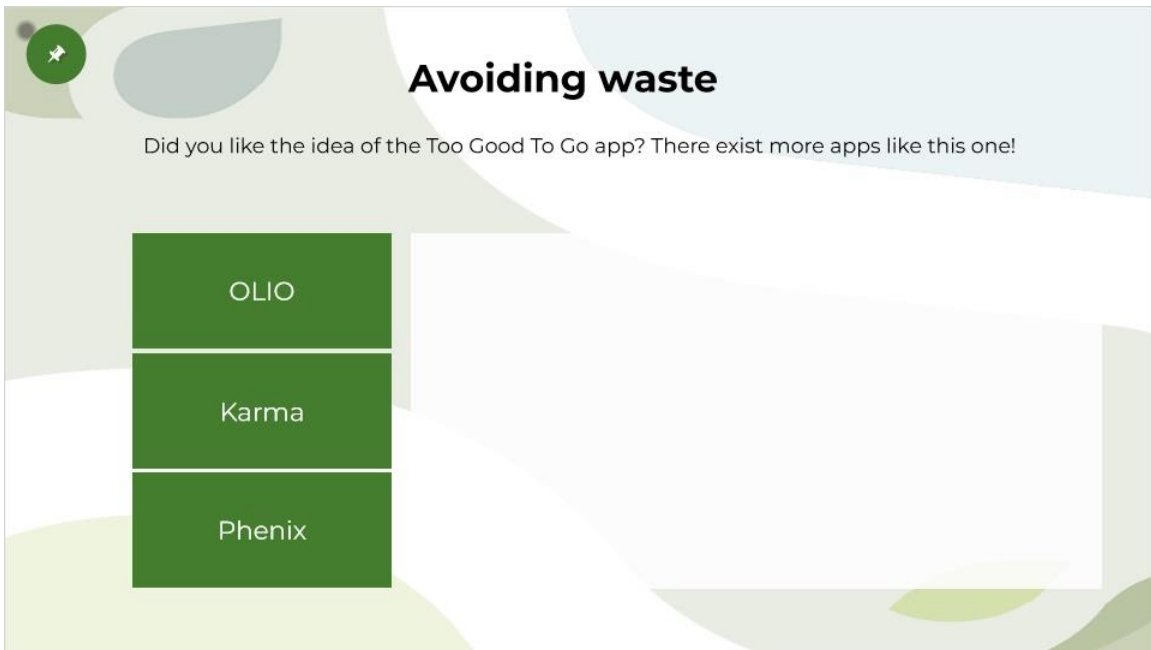 Avoiding waste
Did you like the idea of the Too Good To Go app? There exist more apps like this one!
OLIO
Karma
Phenix